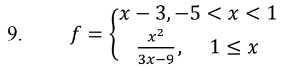 9. f = { x − 3, −5 < x < 1
x²/(3x−9), 1 ≤ x